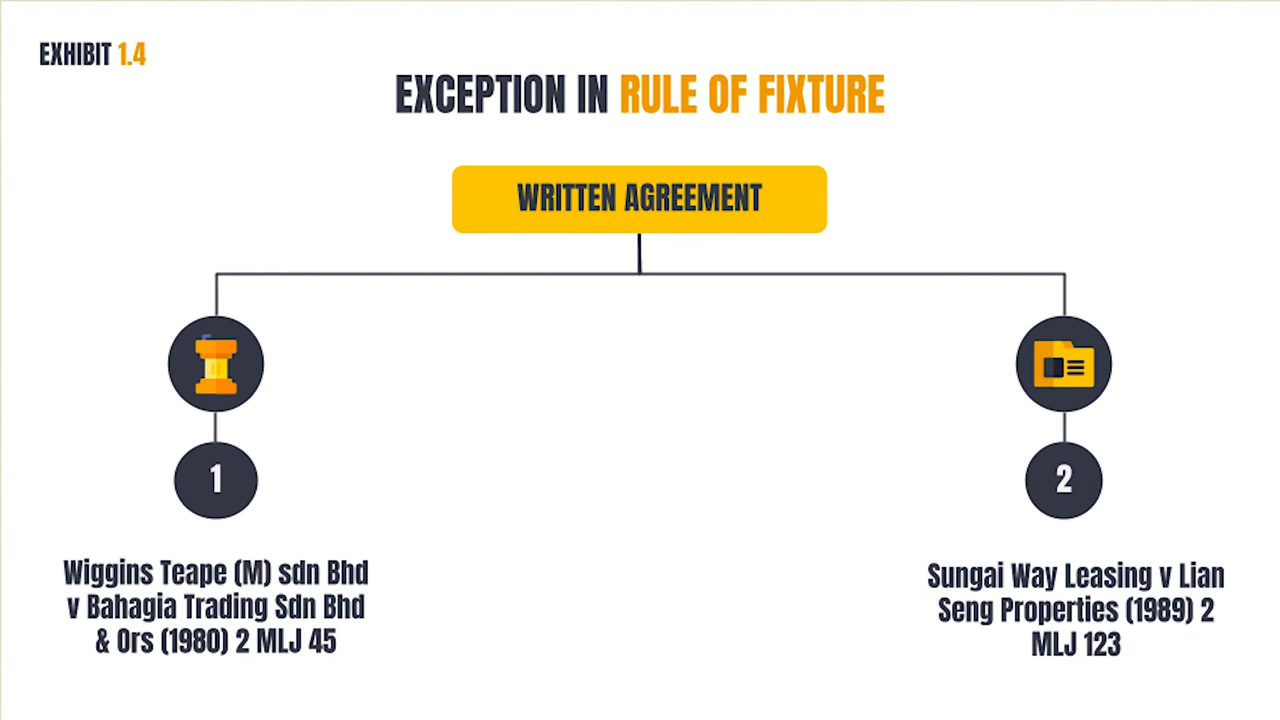 EXHIBIT 1.4
EXCEPTION IN RULE OF FIXTURE
WRITTEN AGREEMENT
1
Wiggins Teape (M) sdn Bhd
v Bahagia Trading Sdn Bhd
& Ors (1980) 2 MLJ 45
2
Sungai Way Leasing v Lian
Seng Properties (1989) 2
MLJ 123